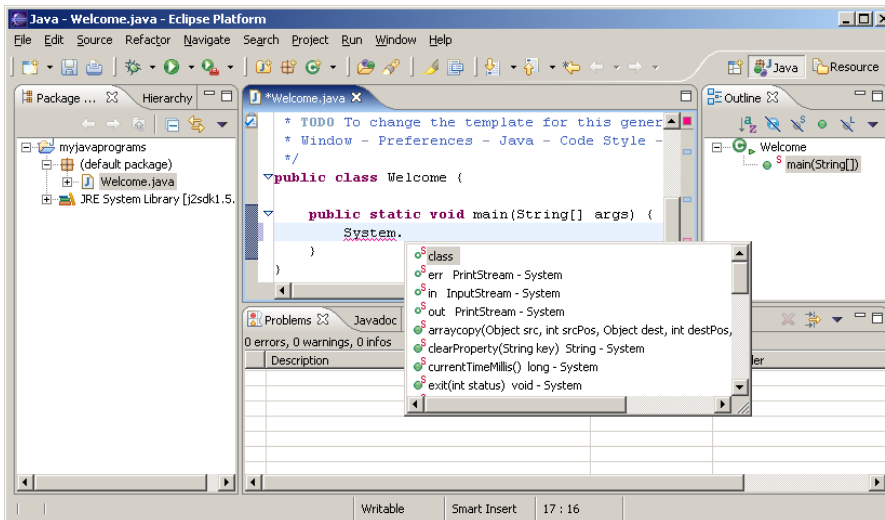 Java - Welcome.java - Eclipse Platform
File Edit Source Refactor Navigate Search Project Run Window Help
Java Resource
Package ... Hierarchy
myjavaprograms
(default package)
Welcome.java
JRE System Library [j2sdk1.5.
*Welcome.java
* TODO To change the template for this gener
* Window - Preferences - Java - Code Style -
*/
public class Welcome {
public static void main(String[] args) {
System.
}
}
class
err PrintStream - System
in InputStream - System
out PrintStream - System
arraycopy(Object src, int srcPos, Object dest, int destPos,
clearProperty(String key) String - System
currentTimeMillis() long - System
exit(int status) void - System
Outline
Welcome
main(String[])
Problems Javadoc
0 errors, 0 warnings, 0 infos
Description
Writable Smart Insert 17 : 16